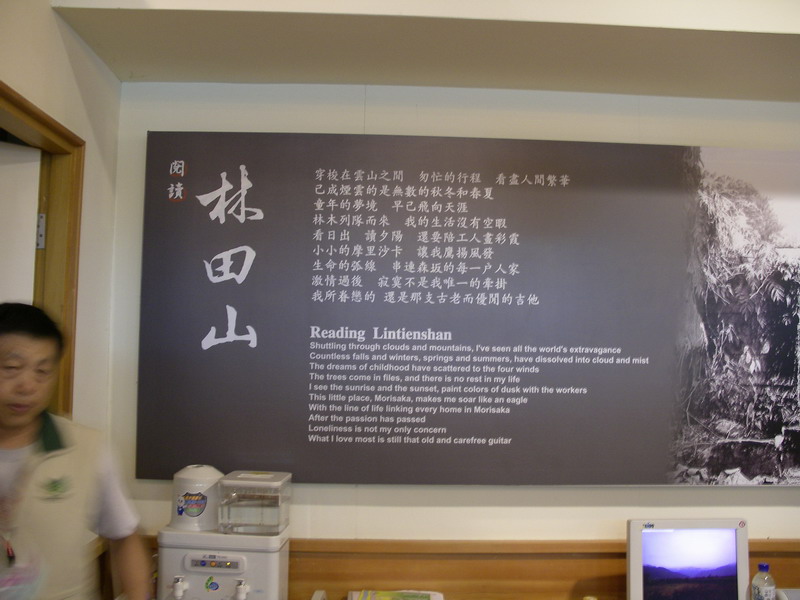 閱讀
林田山
穿梭在雲山之間 匆忙的行程 看盡人間繁華
已成煙雲的是無數的秋冬和春夏
童年的夢境 早已飛向天涯
林木列隊而來 我的生活沒有空暇
看日出 讀夕陽 還要陪工人畫彩霞
小小的摩里沙卡 讓我鷹揚風發
生命的弧線 串連森坂的每一户人家
激情過後 寂寞不是我唯一的牽掛
我所眷戀的 還是那支古老而優閒的吉他
Reading Lintienshan
Shuttling through clouds and mountains, I've seen all the world's extravagance
Countless falls and winters, springs and summers, have dissolved into cloud and mist
The dreams of childhood have scattered to the four winds
The trees come in files, and there is no rest in my life
I see the sunrise and the sunset, paint colors of dusk with the workers
This little place, Morisaka, makes me soar like an eagle
With the line of life linking every home in Morisaka
After the passion has passed
Loneliness is not my only concern
What I love most is still that old and carefree guitar